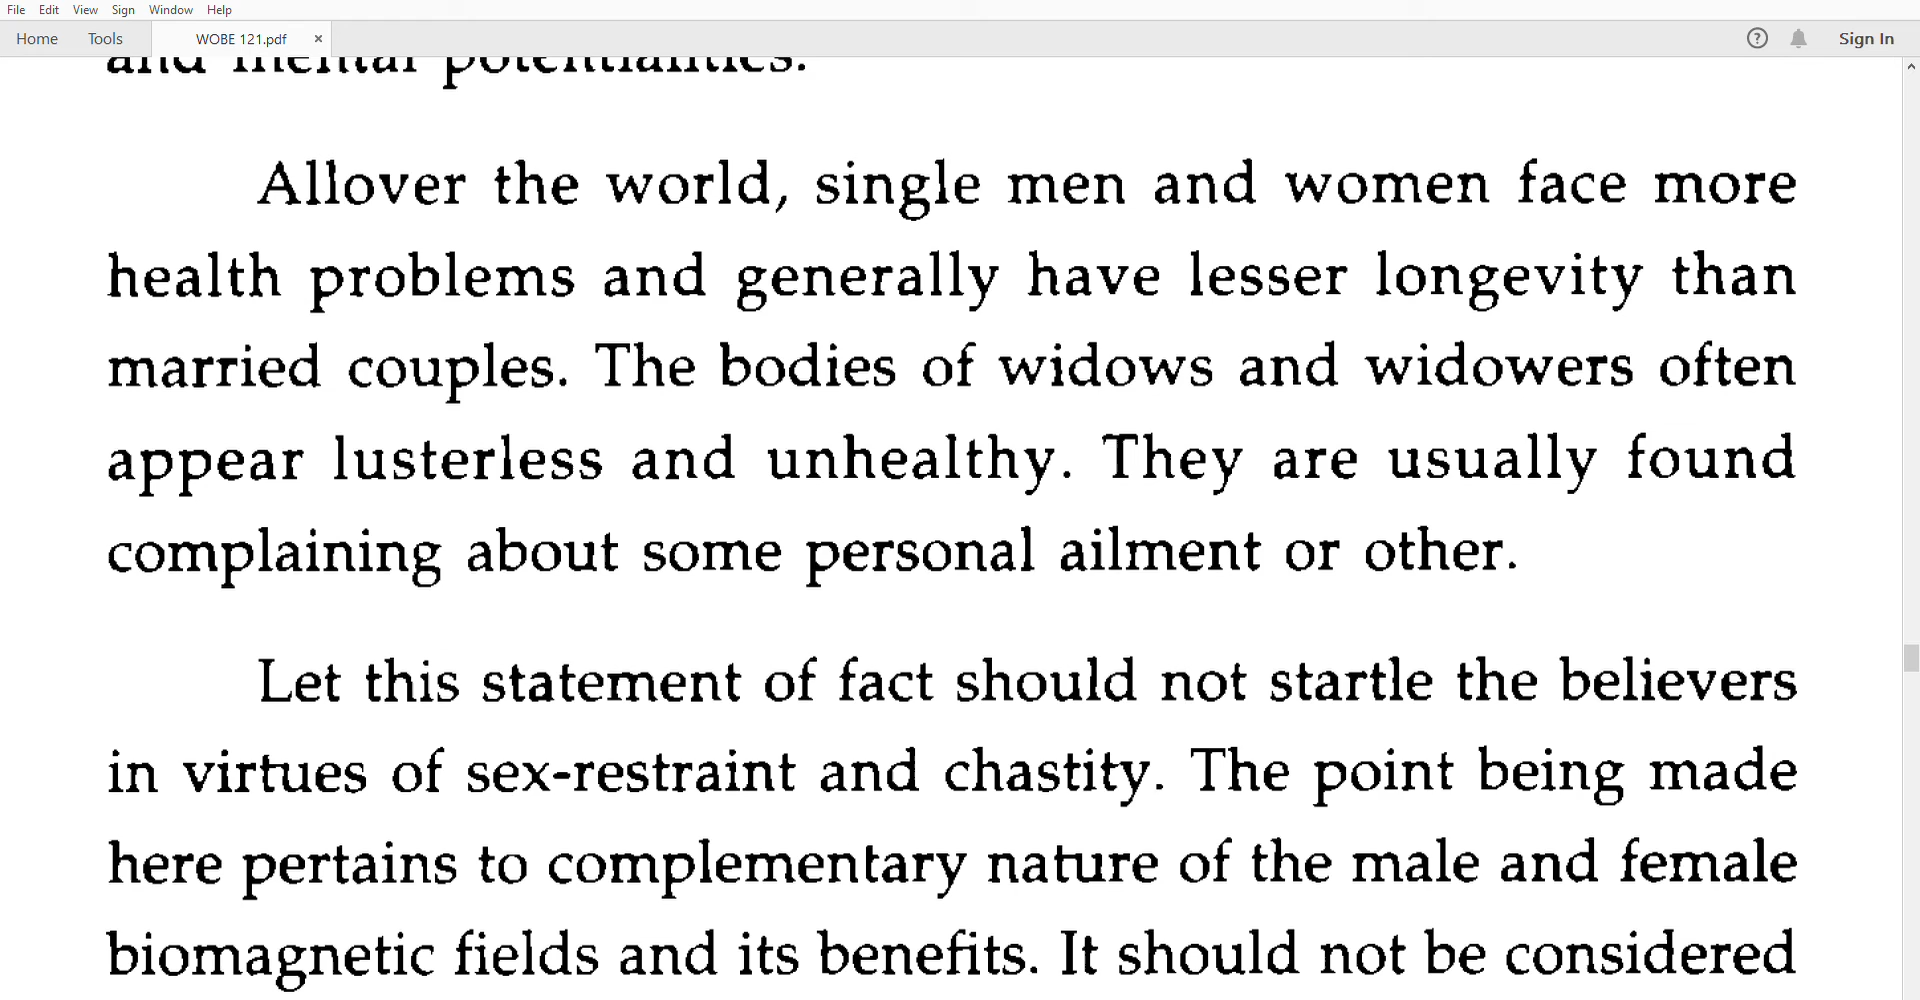 File Edit View Sign Window Help
Home Tools WOBE 121.pdf × ? Sign In
and mental potentialities.
Allover the world, single men and women face more
health problems and generally have lesser longevity than
married couples. The bodies of widows and widowers often
appear lusterless and unhealthy. They are usually found
complaining about some personal ailment or other.
Let this statement of fact should not startle the believers
in virtues of sex-restraint and chastity. The point being made
here pertains to complementary nature of the male and female
biomagnetic fields and its benefits. It should not be considered